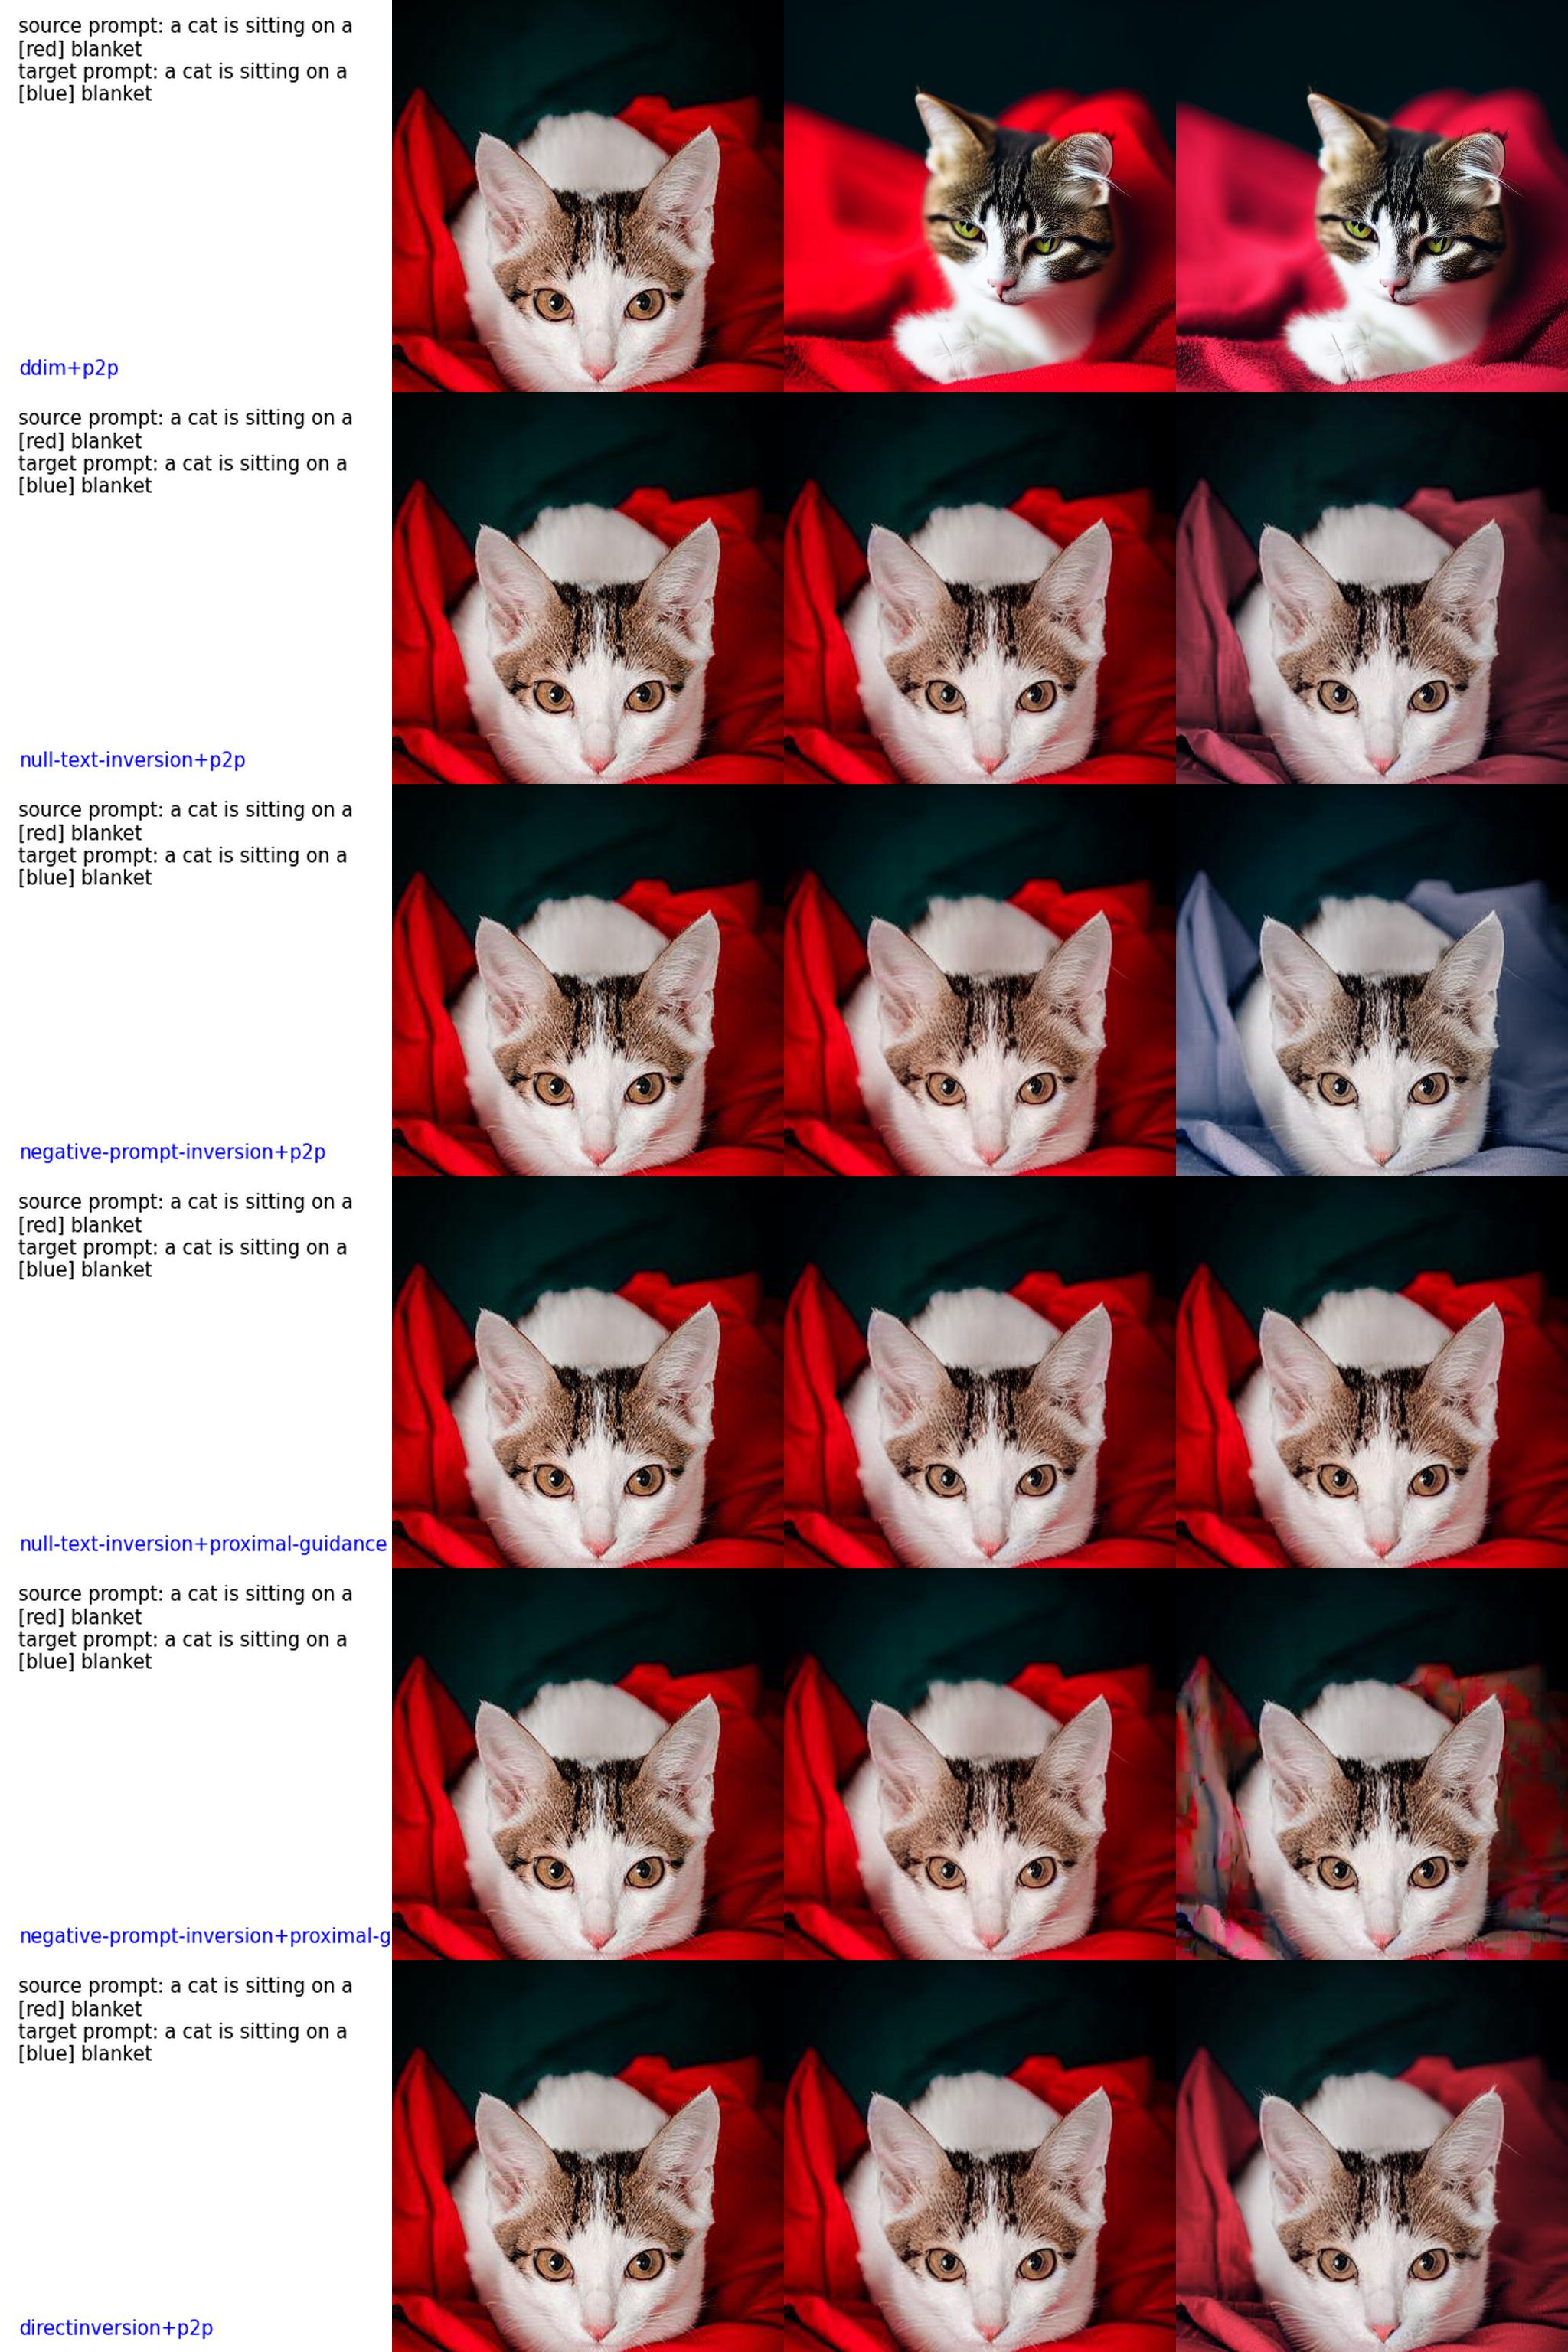 source prompt: a cat is sitting on a
[red] blanket
target prompt: a cat is sitting on a
[blue] blanket
ddim+p2p
source prompt: a cat is sitting on a
[red] blanket
target prompt: a cat is sitting on a
[blue] blanket
null-text-inversion+p2p
source prompt: a cat is sitting on a
[red] blanket
target prompt: a cat is sitting on a
[blue] blanket
negative-prompt-inversion+p2p
source prompt: a cat is sitting on a
[red] blanket
target prompt: a cat is sitting on a
[blue] blanket
null-text-inversion+proximal-guidance
source prompt: a cat is sitting on a
[red] blanket
target prompt: a cat is sitting on a
[blue] blanket
negative-prompt-inversion+proximal-g
source prompt: a cat is sitting on a
[red] blanket
target prompt: a cat is sitting on a
[blue] blanket
directinversion+p2p